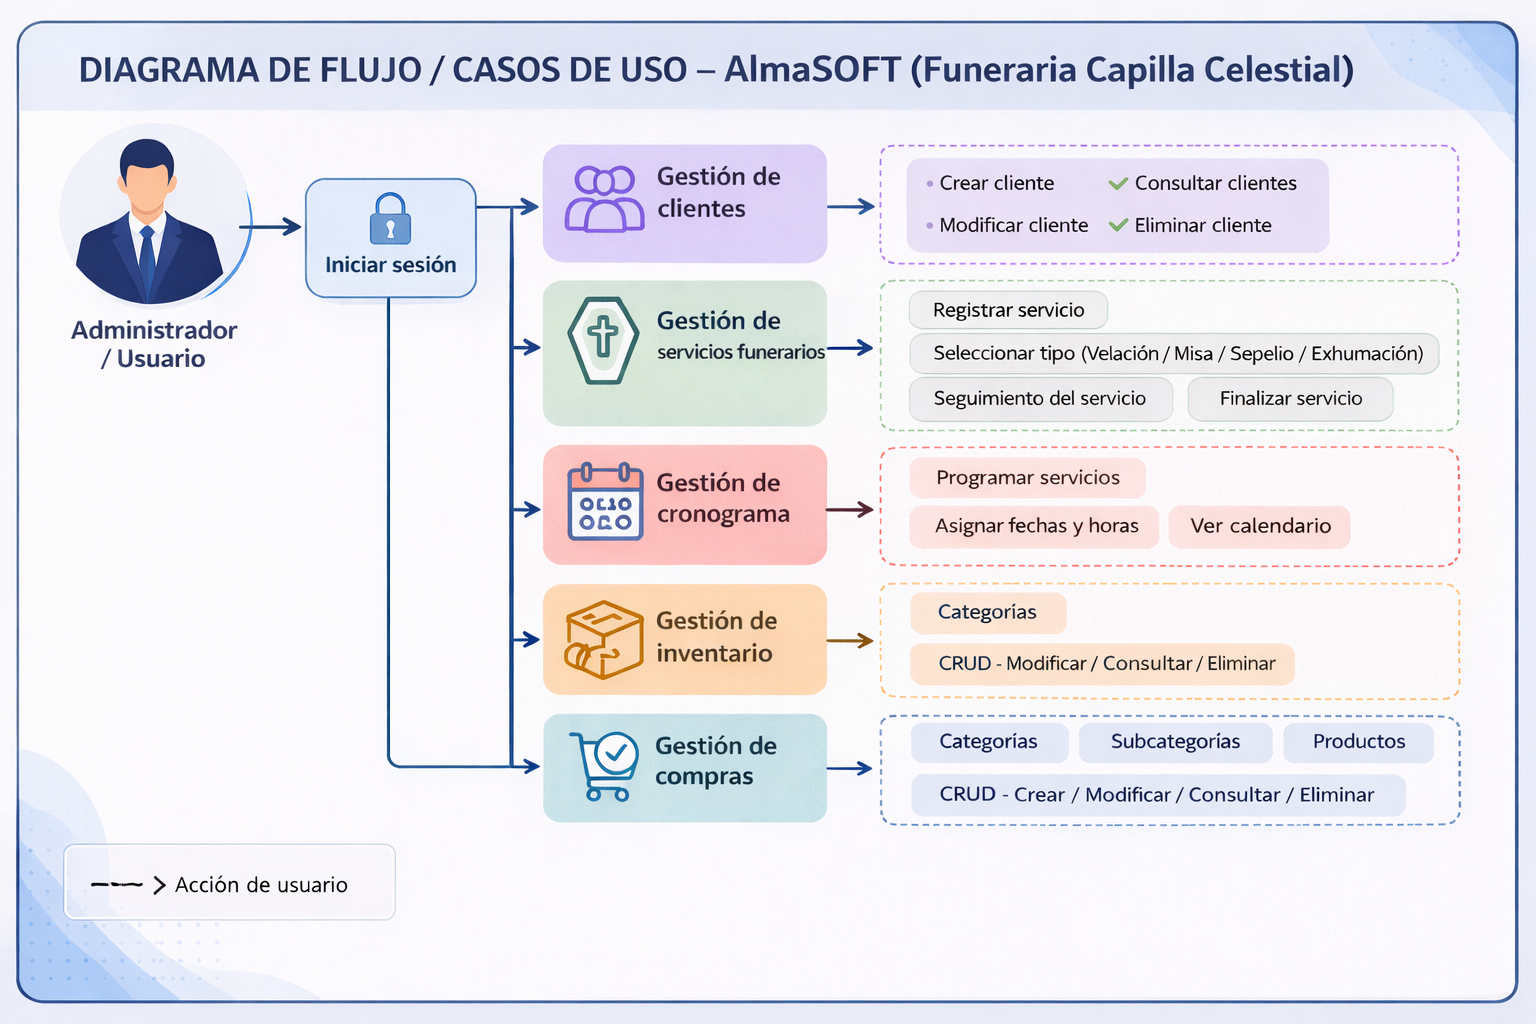 DIAGRAMA DE FLUJO / CASOS DE USO – AlmaSOFT (Funeraria Capilla Celestial)
Administrador
/ Usuario
Iniciar sesión
Gestión de
clientes
• Crear cliente
✓ Consultar clientes
• Modificar cliente
✓ Eliminar cliente
Gestión de
servicios funerarios
Registrar servicio
Seleccionar tipo (Velación / Misa / Sepelio / Exhumación)
Seguimiento del servicio
Finalizar servicio
Gestión de
cronograma
Programar servicios
Asignar fechas y horas
Ver calendario
Gestión de
inventario
Categorías
CRUD - Modificar / Consultar / Eliminar
Gestión de
compras
Categorías
Subcategorías
Productos
CRUD - Crear / Modificar / Consultar / Eliminar
Acción de usuario